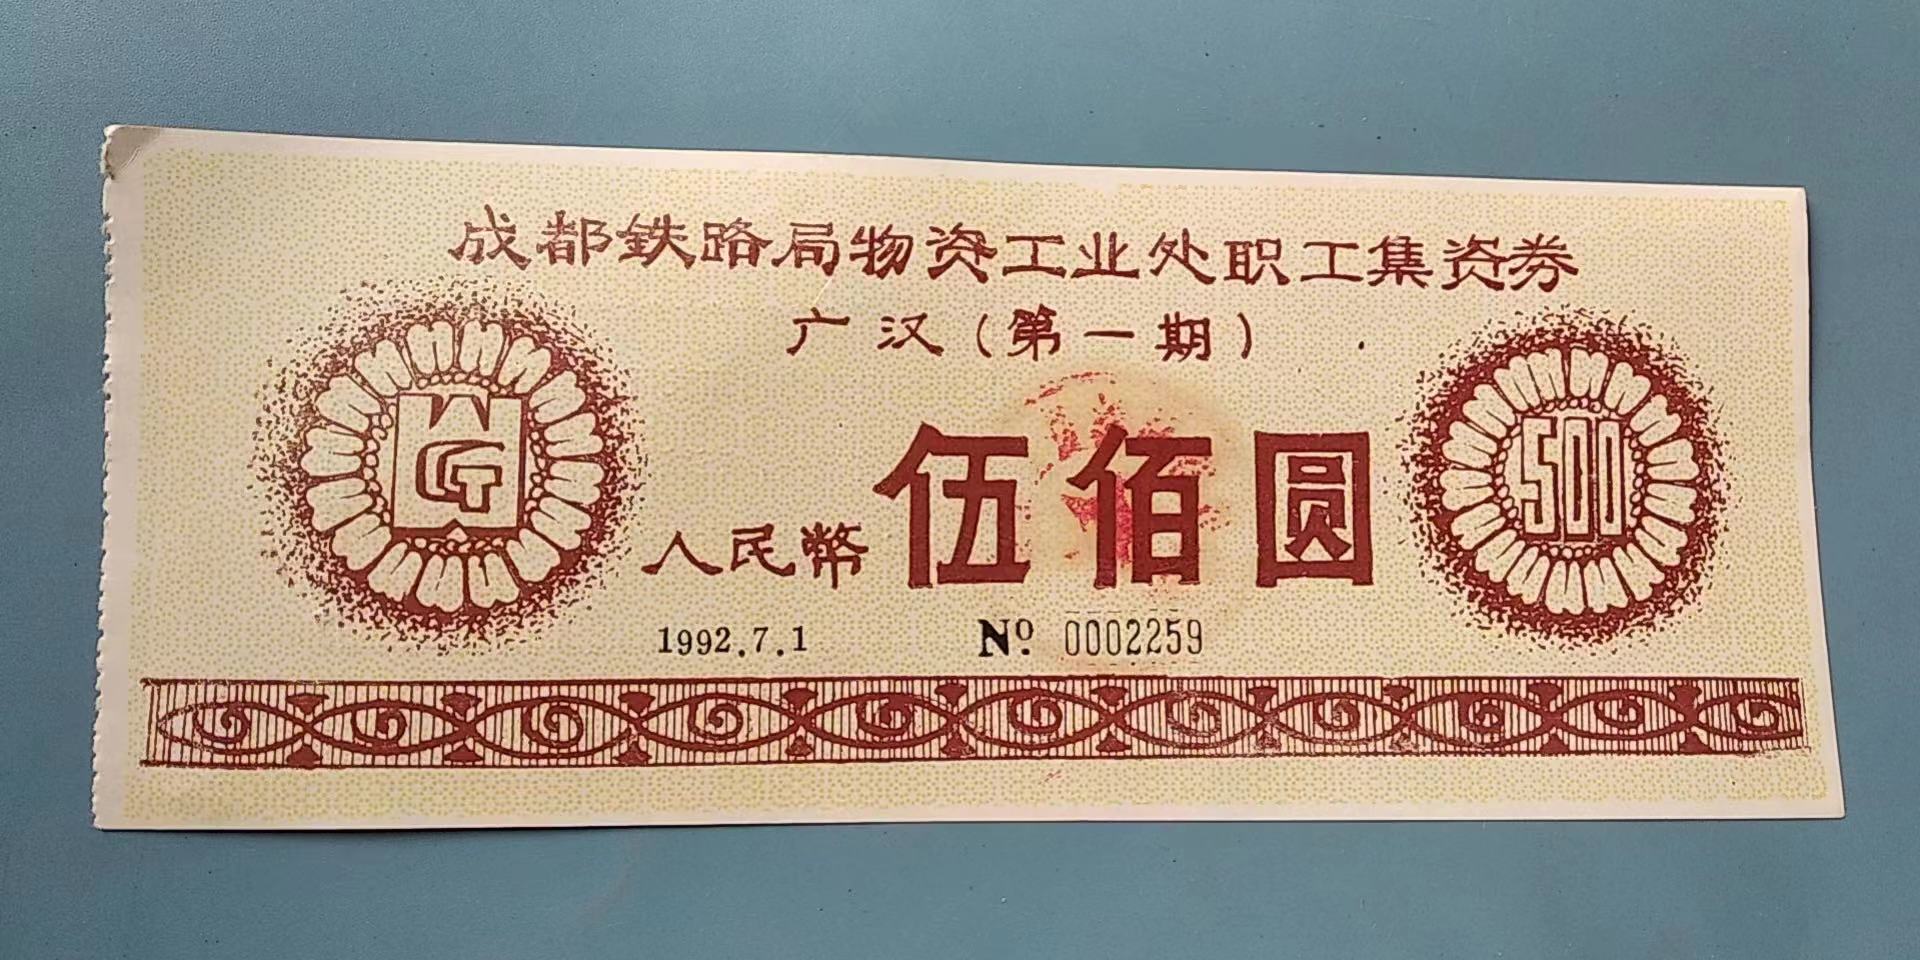 成都铁路局物资工业处职工集资券
广汉（第一期）
人民幣 伍佰圆
500
1992.7.1 Nº 0002259